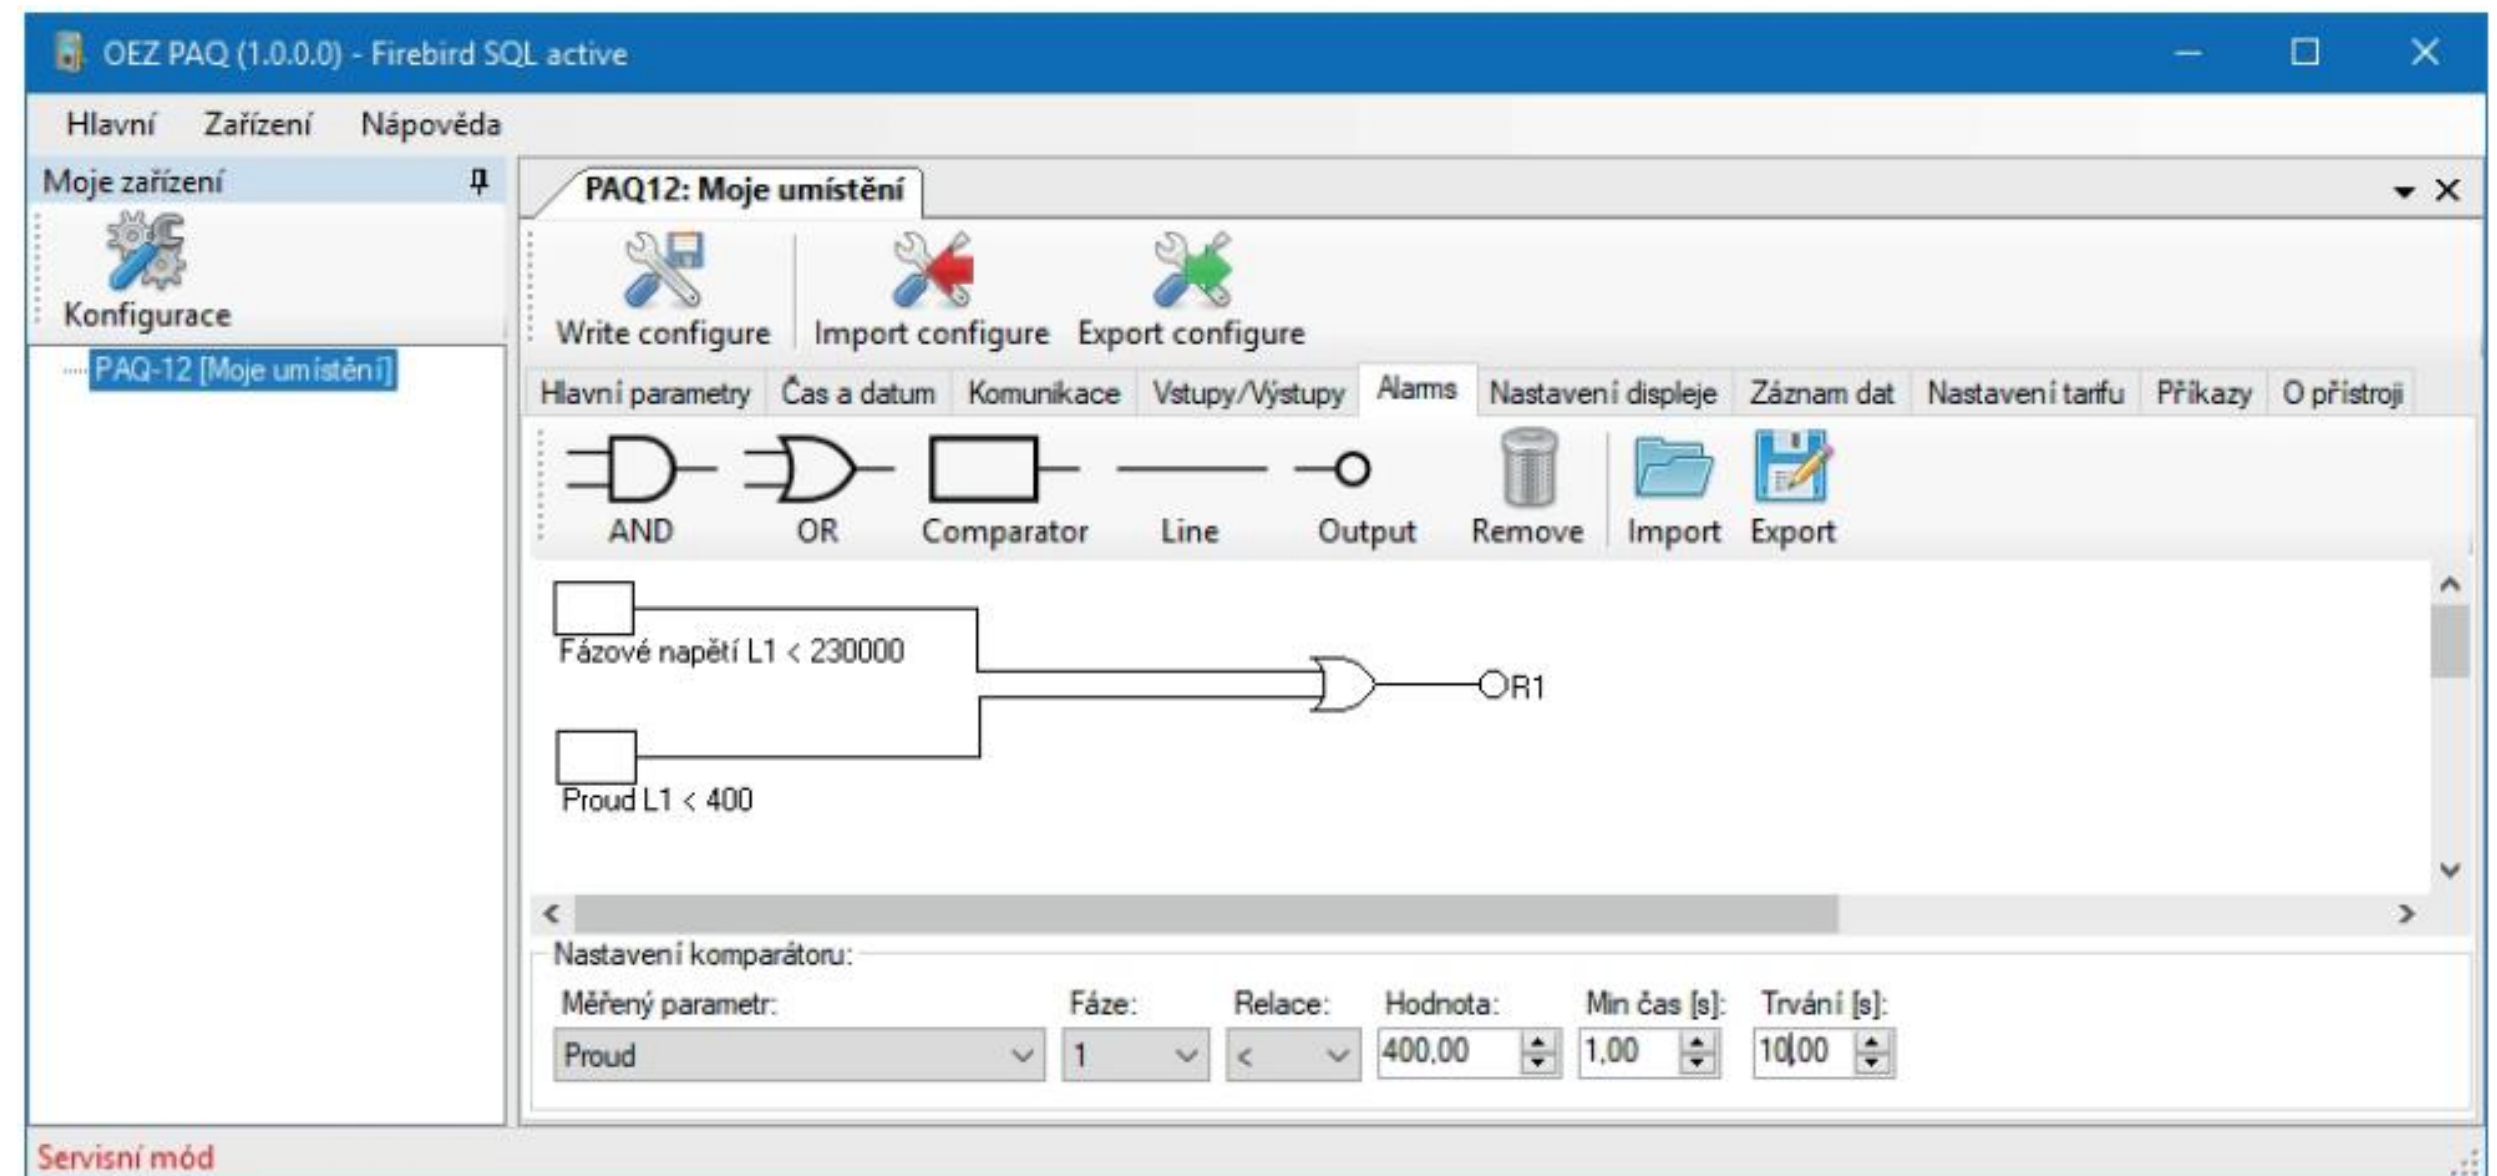 OEZ PAQ (1.0.0.0) - Firebird SQL active
Hlavní Zařízení Nápověda
Moje zařízení
Konfigurace
PAQ-12 [Moje umístění]
PAQ12: Moje umístění
Write configure Import configure Export configure
Hlavní parametry Čas a datum Komunikace Vstupy/Výstupy Alarms Nastavení displeje Záznam dat Nastavení tarifu Příkazy O přístroji
AND OR Comparator Line Output Remove Import Export
Fázové napětí L1 < 230000
R1
Proud L1 < 400
Nastavení komparátoru:
Měřený parametr: Fáze: Relace: Hodnota: Min čas [s]: Trvání [s]:
Proud 1 < 400,00 1,00 10,00
Servisní mód